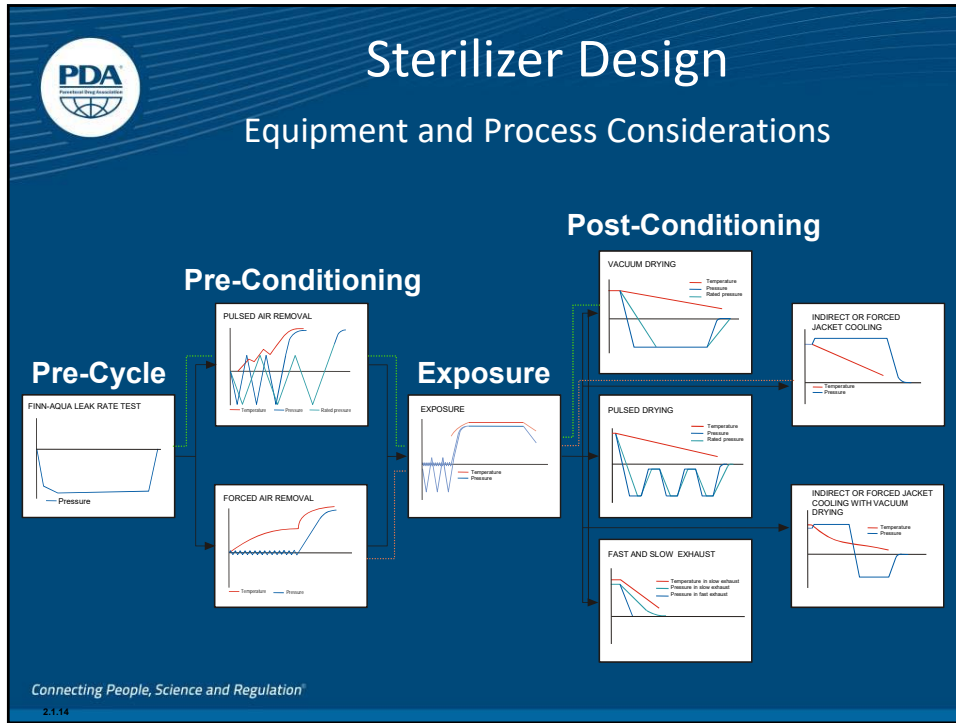 PDA
Parenteral Drug Association
Sterilizer Design
Equipment and Process Considerations
Post-Conditioning
Pre-Conditioning
Pre-Cycle
Exposure
FINN-AQUA LEAK RATE TEST
Pressure
PULSED AIR REMOVAL
Temperature
Pressure
Rated pressure
FORCED AIR REMOVAL
Temperature
Pressure
EXPOSURE
Temperature
Pressure
VACUUM DRYING
Temperature
Pressure
Rated pressure
PULSED DRYING
Temperature
Pressure
Rated pressure
FAST AND SLOW EXHAUST
Temperature in slow exhaust
Pressure in slow exhaust
Pressure in fast exhaust
INDIRECT OR FORCED
JACKET COOLING
Temperature
Pressure
INDIRECT OR FORCED JACKET
COOLING WITH VACUUM
DRYING
Temperature
Pressure
Connecting People, Science and Regulation®
2.1.14